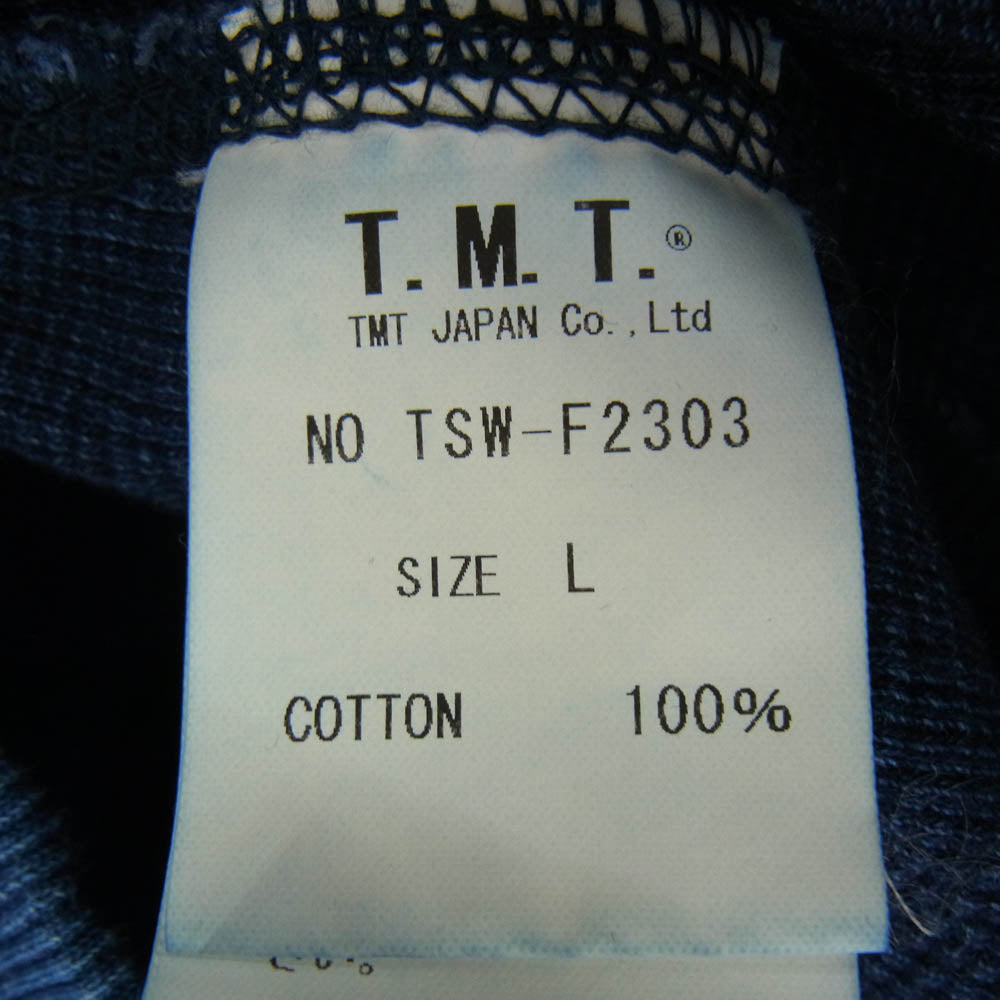 T.M.T.®
TMT JAPAN Co.,Ltd
NO TSW-F2303
SIZE L
COTTON 100%